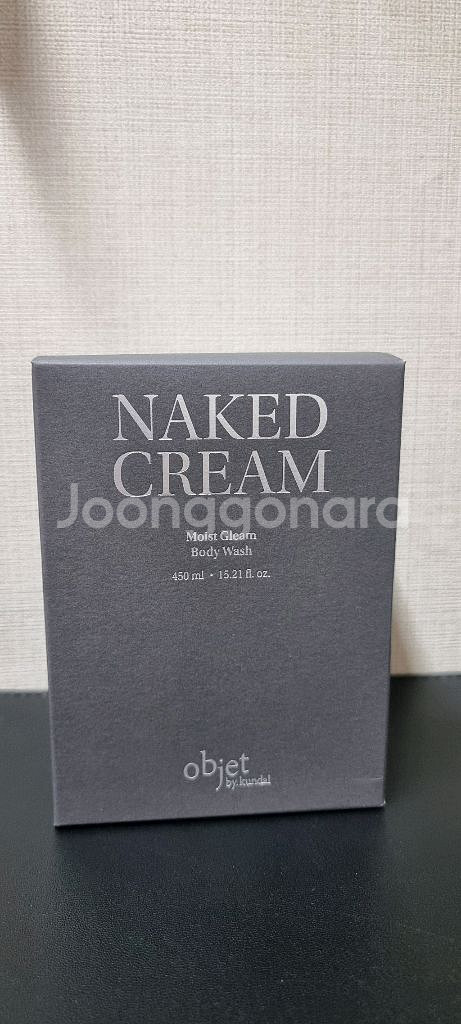 NAKED
CREAM
Joonggonara
Moist Gleam
Body Wash
450 ml • 15.21 fl. oz.
objet
by.kundal